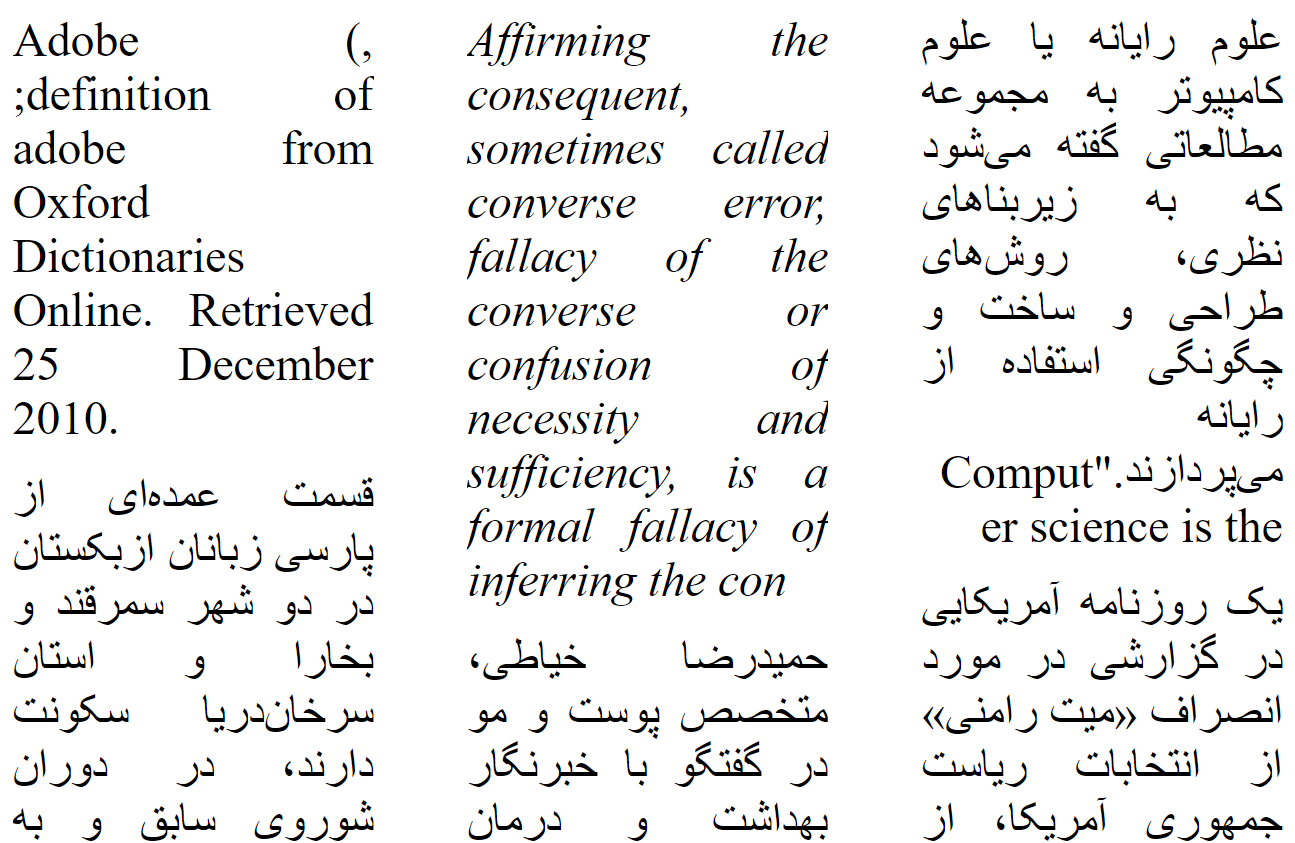 علوم رایانه یا علوم
کامپیوتر به مجموعه
مطالعاتی گفته می‌شود
که به زیربناهای
نظری، روش‌های
طراحی و ساخت و
چگونگی استفاده از
رایانه
می‌پردازند."Comput
er science is the
یک روزنامه آمریکایی
در گزارشی در مورد
انصراف «میت رامنی»
از انتخابات ریاست
جمهوری آمریکا، از
Affirming the
consequent,
sometimes called
converse error,
fallacy of the
converse or
confusion of
necessity and
sufficiency, is a
formal fallacy of
inferring the con
حمیدرضا خیاطی،
متخصص پوست و مو
در گفتگو با خبرنگار
بهداشت و درمان
Adobe (,
;definition of
adobe from
Oxford
Dictionaries
Online. Retrieved
25 December
2010.
قسمت عمده‌ای از
پارسی زبانان ازبکستان
در دو شهر سمرقند و
بخارا و استان
سرخان‌دریا سکونت
دارند، در دوران
شوروی سابق و به